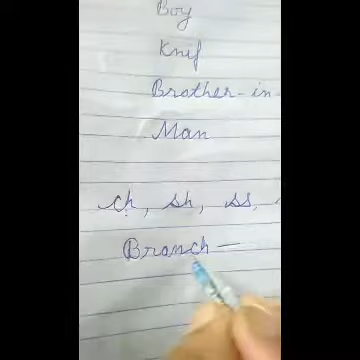 Boy
Knif
Brother-in-
Man
ch, sh, ss,
Branch —